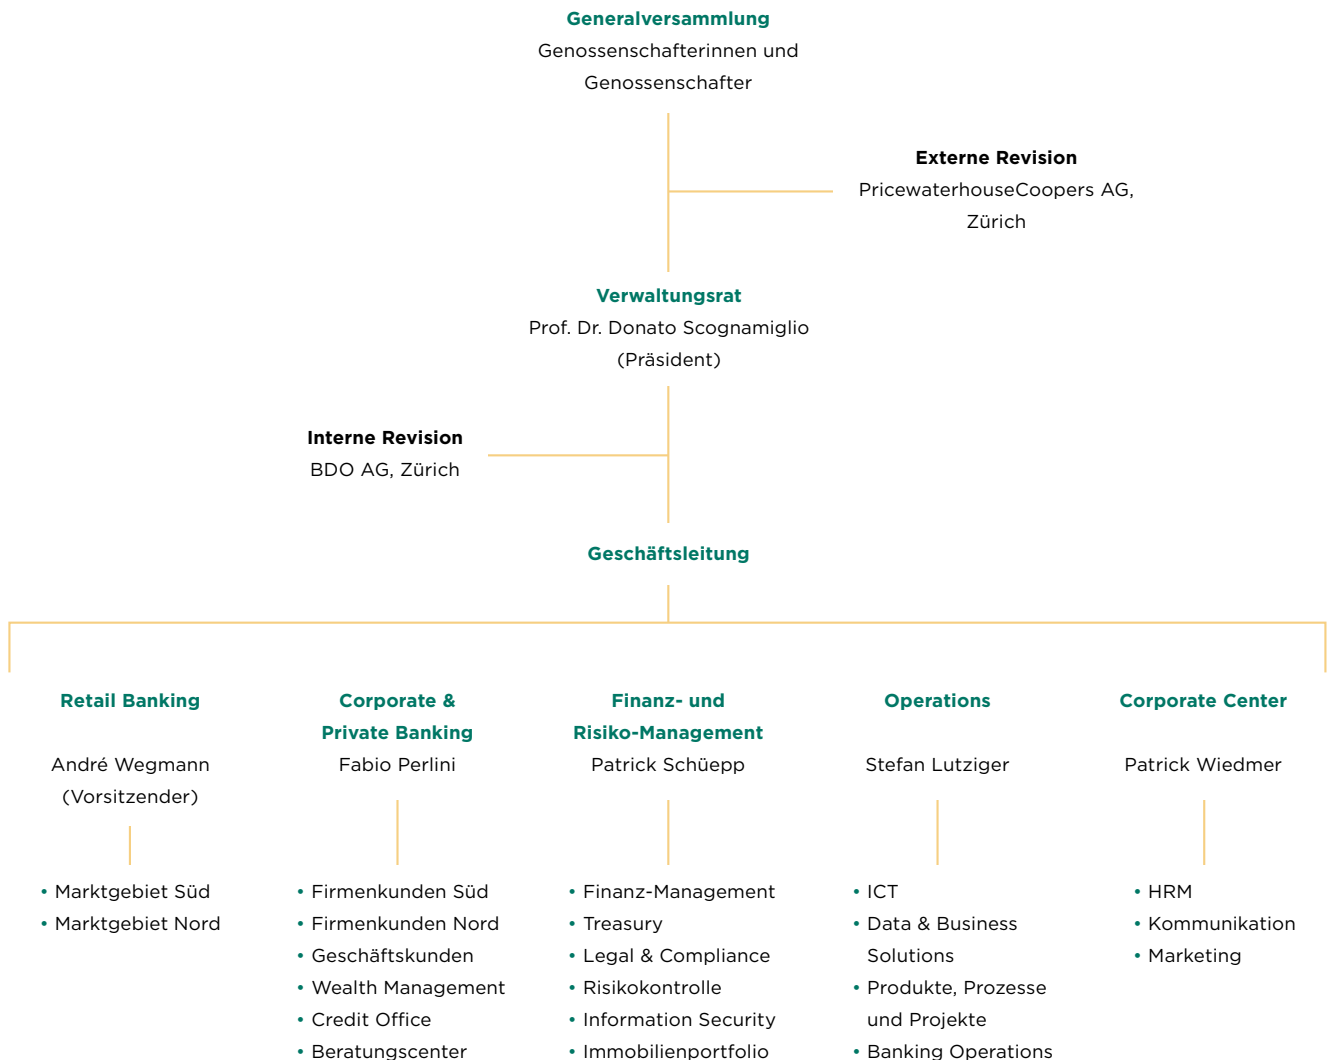 Generalversammlung
Genossenschafterinnen und
Genossenschafter
Externe Revision
PricewaterhouseCoopers AG,
Zürich
Verwaltungsrat
Prof. Dr. Donato Scognamiglio
(Präsident)
Interne Revision
BDO AG, Zürich
Geschäftsleitung
Retail Banking
André Wegmann
(Vorsitzender)
• Marktgebiet Süd
• Marktgebiet Nord
Corporate &
Private Banking
Fabio Perlini
• Firmenkunden Süd
• Firmenkunden Nord
• Geschäftskunden
• Wealth Management
• Credit Office
• Beratungscenter
Finanz- und
Risiko-Management
Patrick Schüepp
• Finanz-Management
• Treasury
• Legal & Compliance
• Risikokontrolle
• Information Security
• Immobilienportfolio
Operations
Stefan Lutziger
• ICT
• Data & Business
Solutions
• Produkte, Prozesse
und Projekte
• Banking Operations
Corporate Center
Patrick Wiedmer
• HRM
• Kommunikation
• Marketing